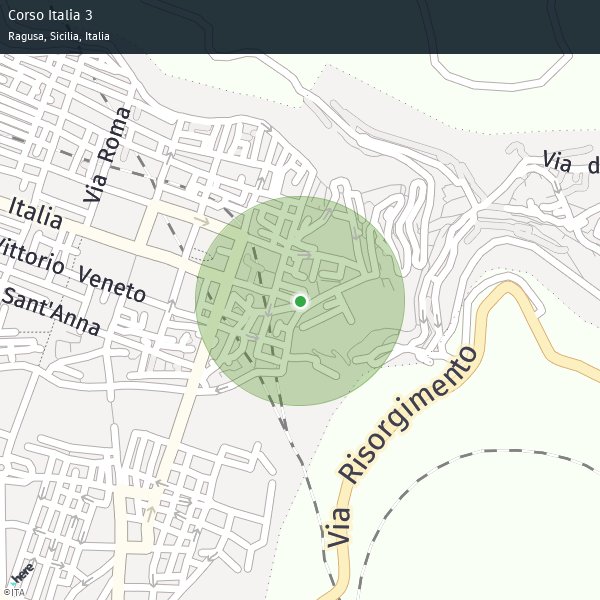 Corso Italia 3
Ragusa, Sicilia, Italia
Via Roma
Via d
Italia
Vittorio Veneto
Sant'Anna
Via Risorgimento
here
©ITA